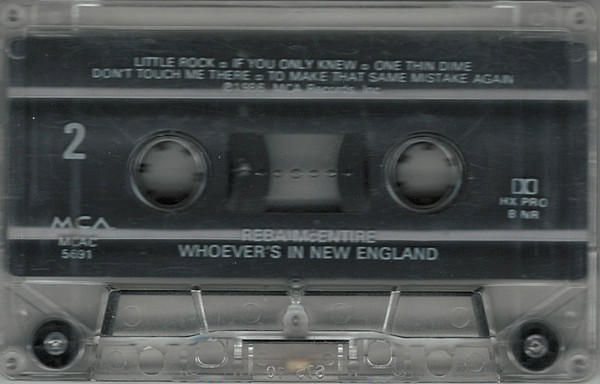 LITTLE ROCK □ IF YOU ONLY KNEW □ ONE THIN DIME
DON'T TOUCH ME THERE □ TO MAKE THAT SAME MISTAKE AGAIN
℗1986 MCA Records, Inc.
2
HX PRO
B NR
MCA
MCAC
5691
REBA McENTIRE
WHOEVER'S IN NEW ENGLAND